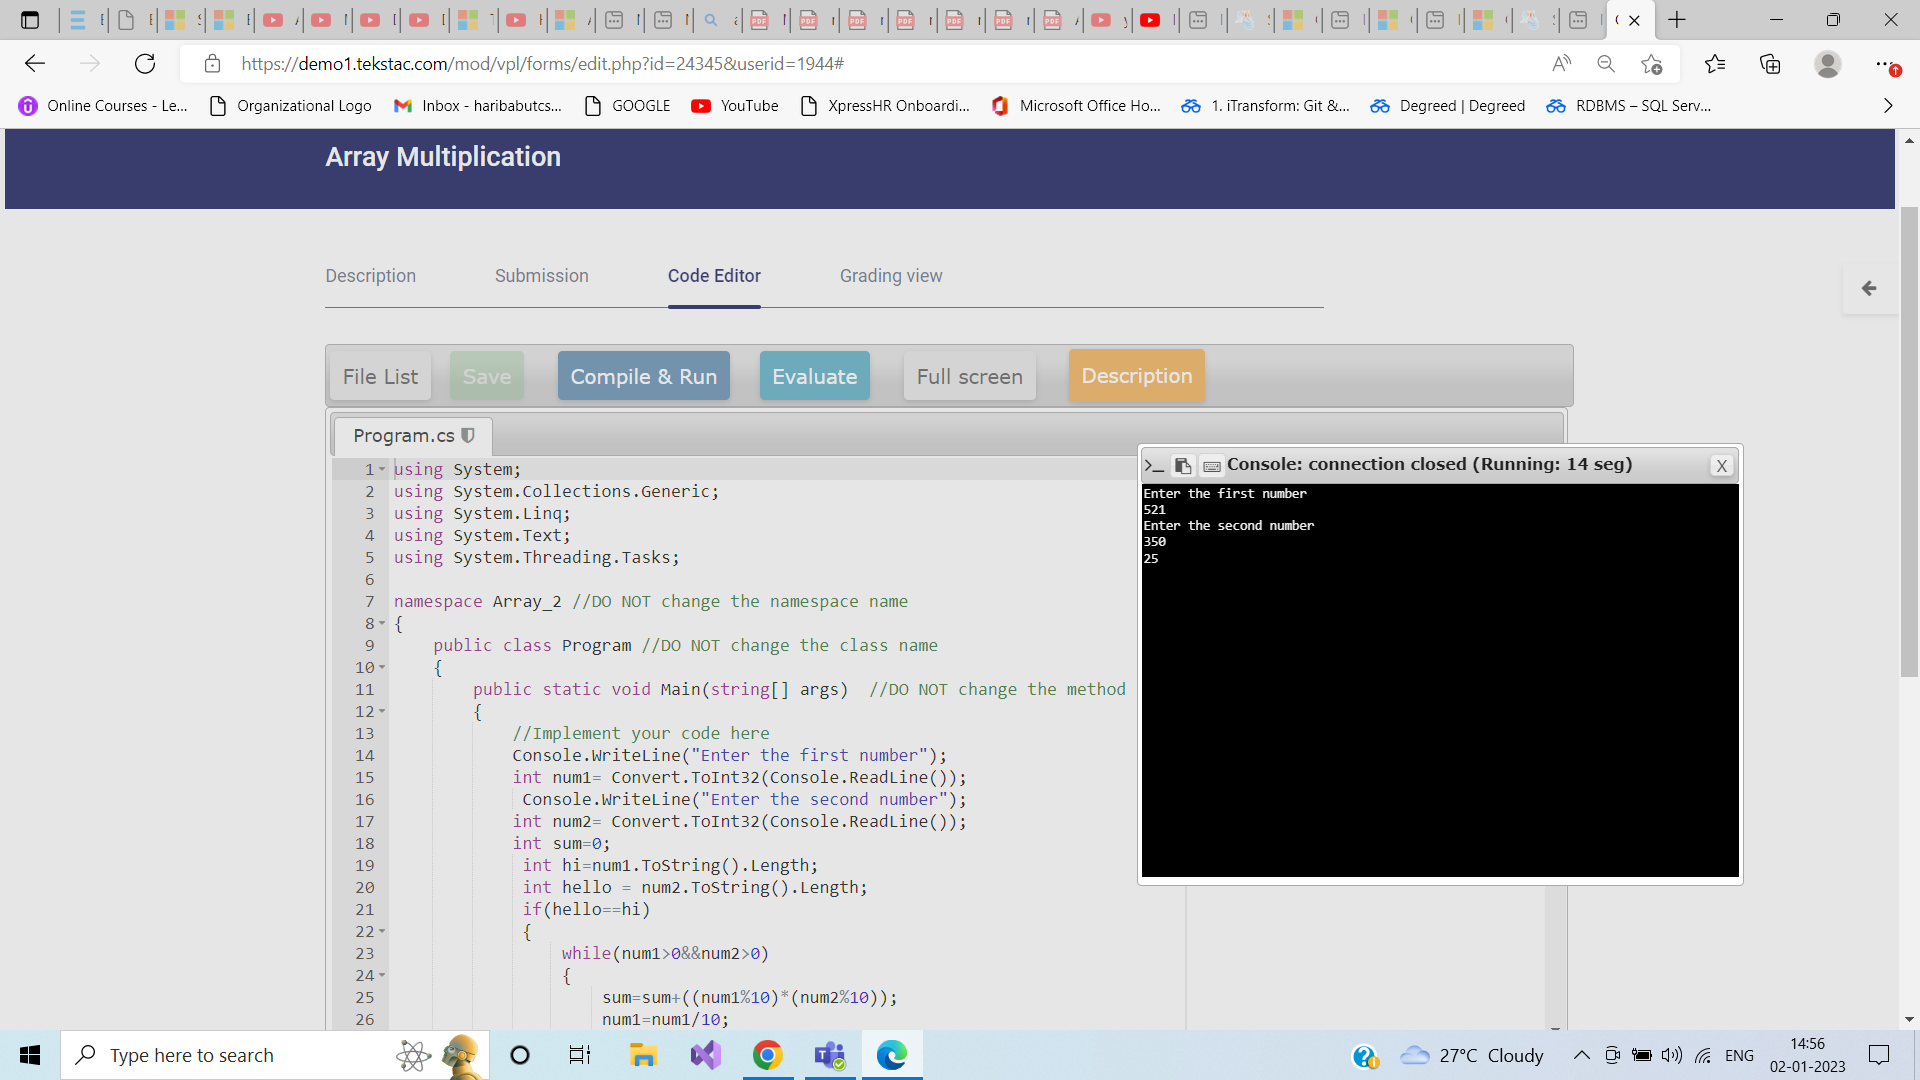 https://demo1.tekstac.com/mod/vpl/forms/edit.php?id=24345&userid=1944#
Online Courses - Le... Organizational Logo Inbox - haribabutcs... GOOGLE YouTube XpressHR Onboardi... Microsoft Office Ho... 1. iTransform: Git &... Degreed | Degreed RDBMS – SQL Serv...
Array Multiplication
Description Submission Code Editor Grading view
File List Save Compile & Run Evaluate Full screen Description
Program.cs
1 using System;
2 using System.Collections.Generic;
3 using System.Linq;
4 using System.Text;
5 using System.Threading.Tasks;
6
7 namespace Array_2 //DO NOT change the namespace name
8 {
9 public class Program //DO NOT change the class name
10 {
11 public static void Main(string[] args) //DO NOT change the method
12 {
13 //Implement your code here
14 Console.WriteLine("Enter the first number");
15 int num1= Convert.ToInt32(Console.ReadLine());
16 Console.WriteLine("Enter the second number");
17 int num2= Convert.ToInt32(Console.ReadLine());
18 int sum=0;
19 int hi=num1.ToString().Length;
20 int hello = num2.ToString().Length;
21 if(hello==hi)
22 {
23 while(num1>0&&num2>0)
24 {
25 sum=sum+((num1%10)*(num2%10));
26 num1=num1/10;
Console: connection closed (Running: 14 seg) X
Enter the first number
521
Enter the second number
350
25
Type here to search
27°C Cloudy
ENG
14:56
02-01-2023